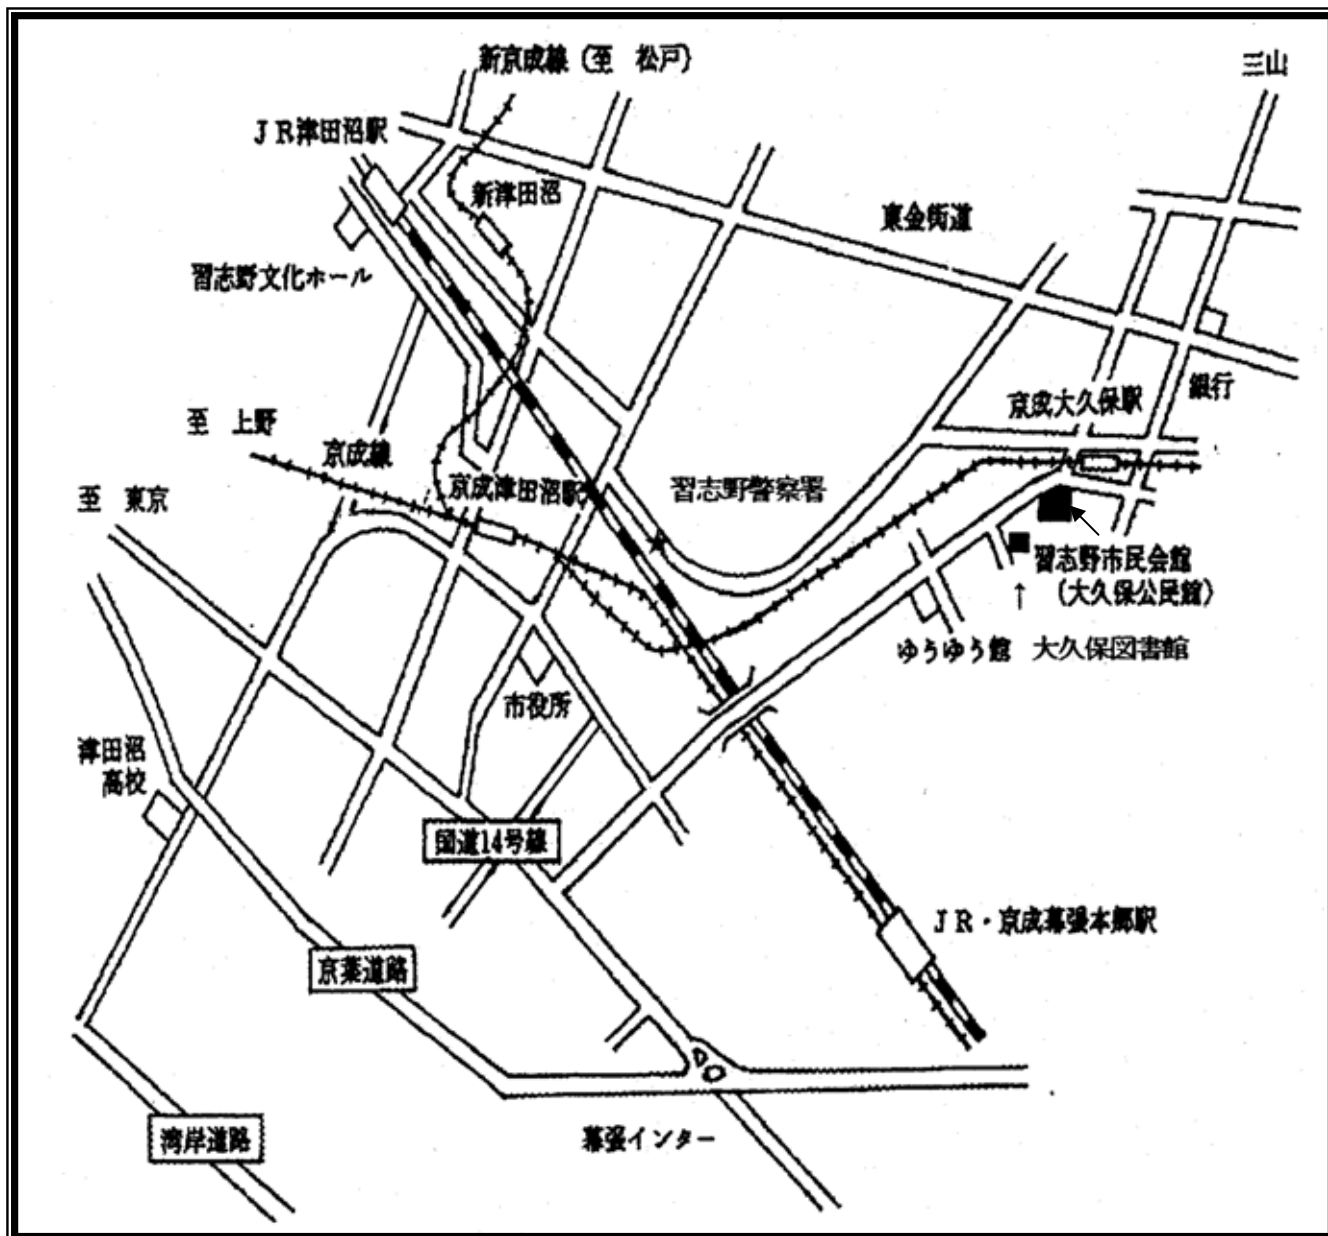 新京成線（至　松戸）
三山
ＪＲ津田沼駅
新津田沼
東金街道
習志野文化ホール
銀行
京成大久保駅
至　上野
京成線
京成津田沼駅
習志野警察署
至　東京
習志野市民会館
（大久保公民館）
↑
ゆうゆう館　大久保図書館
市役所
津田沼
高校
国道14号線
ＪＲ・京成幕張本郷駅
京葉道路
湾岸道路
幕張インター